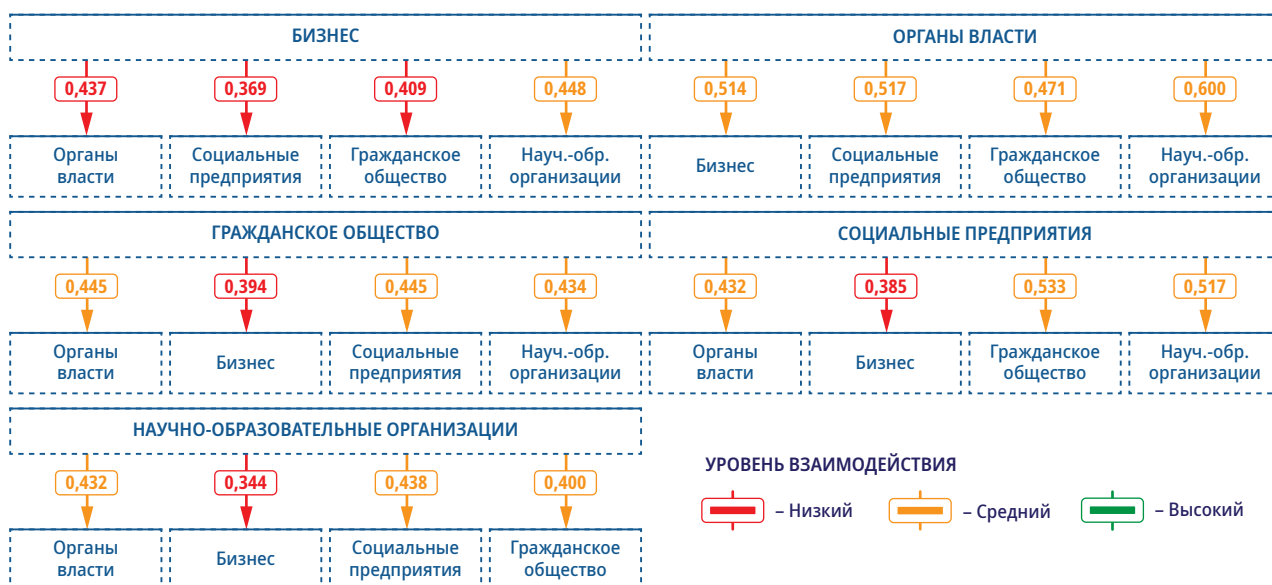 БИЗНЕС
0,437
0,369
0,409
0,448
Органы
власти
Социальные
предприятия
Гражданское
общество
Науч.-обр.
организации
ОРГАНЫ ВЛАСТИ
0,514
0,517
0,471
0,600
Бизнес
Социальные
предприятия
Гражданское
общество
Науч.-обр.
организации
ГРАЖДАНСКОЕ ОБЩЕСТВО
0,445
0,394
0,445
0,434
Органы
власти
Бизнес
Социальные
предприятия
Науч.-обр.
организации
СОЦИАЛЬНЫЕ ПРЕДПРИЯТИЯ
0,432
0,385
0,533
0,517
Органы
власти
Бизнес
Гражданское
общество
Науч.-обр.
организации
НАУЧНО-ОБРАЗОВАТЕЛЬНЫЕ ОРГАНИЗАЦИИ
0,432
0,344
0,438
0,400
Органы
власти
Бизнес
Социальные
предприятия
Гражданское
общество
УРОВЕНЬ ВЗАИМОДЕЙСТВИЯ
– Низкий
– Средний
– Высокий